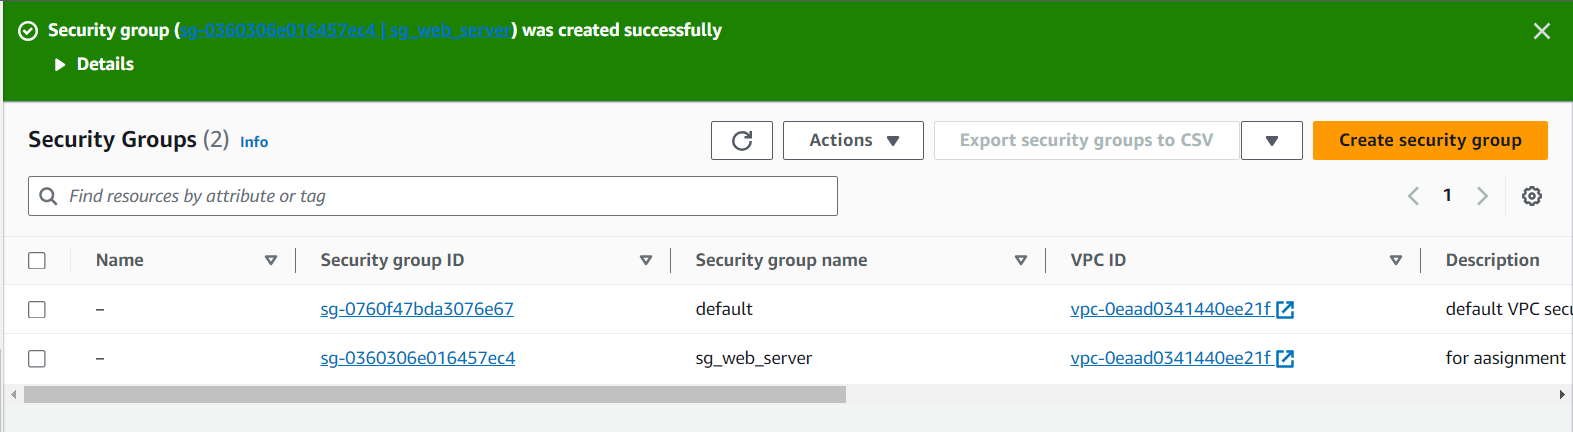 Security group (sg-0360306e016457ec4 | sg_web_server) was created successfully
Details
Security Groups (2) Info
Actions
Export security groups to CSV
Create security group
Find resources by attribute or tag
1
Name Security group ID Security group name VPC ID Description
– sg-0760f47bda3076e67 default vpc-0eaad0341440ee21f default VPC secu
– sg-0360306e016457ec4 sg_web_server vpc-0eaad0341440ee21f for aasignment